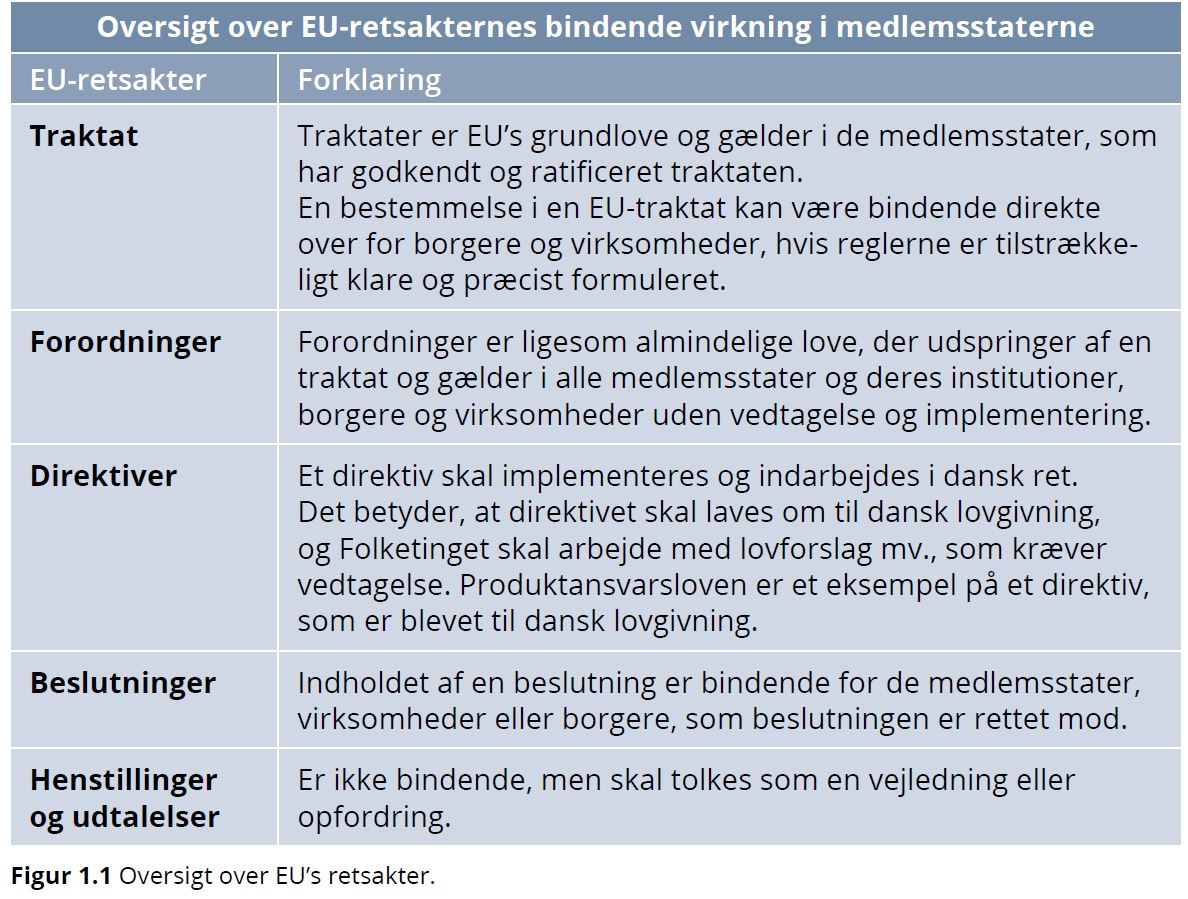 Oversigt over EU-retsakternes bindende virkning i medlemsstaterne
EU-retsakter
Forklaring
Traktat
Traktater er EU’s grundlove og gælder i de medlemsstater, som
har godkendt og ratificeret traktaten.
En bestemmelse i en EU-traktat kan være bindende direkte
over for borgere og virksomheder, hvis reglerne er tilstrække-
ligt klare og præcist formuleret.
Forordninger
Forordninger er ligesom almindelige love, der udspringer af en
traktat og gælder i alle medlemsstater og deres institutioner,
borgere og virksomheder uden vedtagelse og implementering.
Direktiver
Et direktiv skal implementeres og indarbejdes i dansk ret.
Det betyder, at direktivet skal laves om til dansk lovgivning,
og Folketinget skal arbejde med lovforslag mv., som kræver
vedtagelse. Produktansvarsloven er et eksempel på et direktiv,
som er blevet til dansk lovgivning.
Beslutninger
Indholdet af en beslutning er bindende for de medlemsstater,
virksomheder eller borgere, som beslutningen er rettet mod.
Henstillinger
og udtalelser
Er ikke bindende, men skal tolkes som en vejledning eller
opfordring.
Figur 1.1 Oversigt over EU’s retsakter.